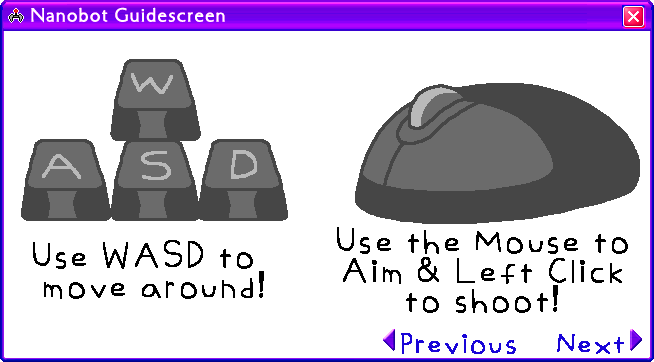 Nanobot Guidescreen
W
A S D
Use WASD to
move around!
Use the Mouse to
Aim & Left Click
to shoot!
Previous Next